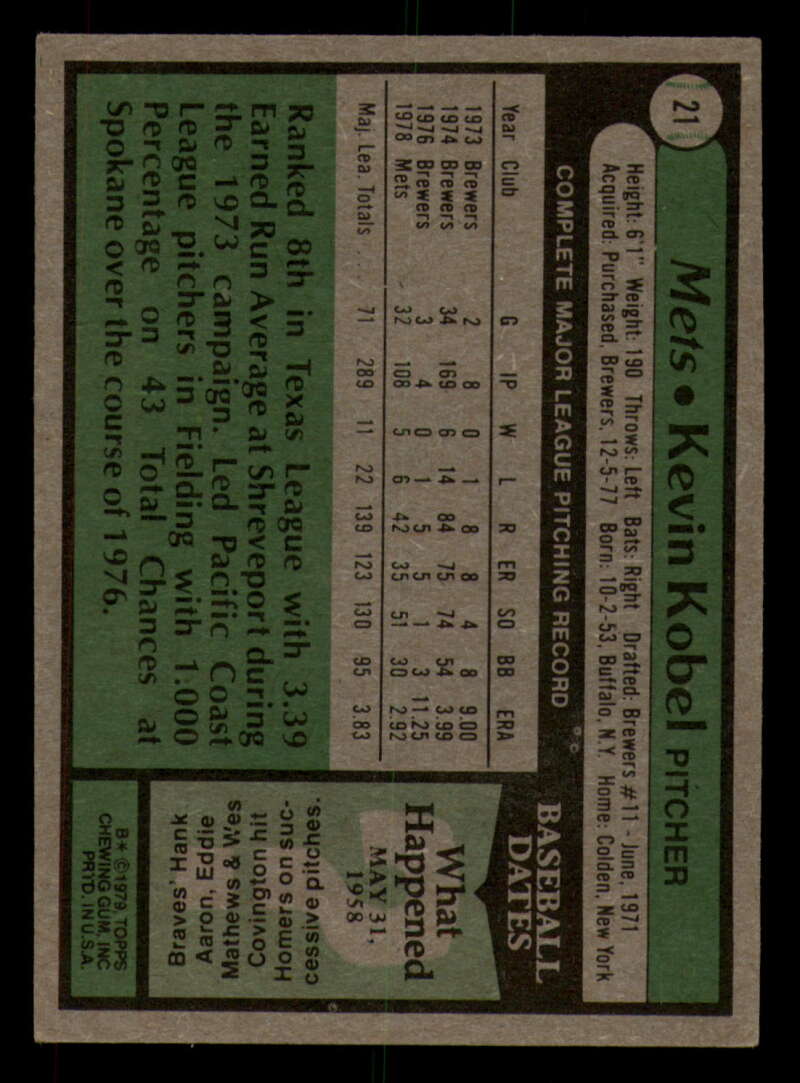 21
Mets • Kevin Kobel PITCHER
Height: 6'1" Weight: 190 Throws: Left Bats: Right Drafted: Brewers #11 - June, 1971
Acquired: Purchased, Brewers, 12-5-77 Born: 10-2-53, Buffalo, N.Y. Home: Colden, New York
COMPLETE MAJOR LEAGUE PITCHING RECORD
Year Club G IP W L R ER SO BB ERA
1973 Brewers 2 8 0 1 8 8 4 8 9.00
1974 Brewers 34 169 6 14 84 75 74 54 3.99
1976 Brewers 3 4 0 1 5 5 1 3 11.25
1978 Mets 32 108 5 6 42 35 51 30 2.92
Maj. Lea. Totals . . . 71 289 11 22 139 123 130 95 3.83
Ranked 8th in Texas League with 3.39
Earned Run Average at Shreveport during
the 1973 campaign. Led Pacific Coast
League pitchers in Fielding with 1.000
Percentage on 43 Total Chances at
Spokane over the course of 1976.
BASEBALL
DATES
What
Happened
MAY 31,
1958
Braves' Hank
Aaron, Eddie
Mathews & Wes
Covington hit
Homers on suc-
cessive pitches.
B* © 1979, TOPPS
CHEWING GUM, INC
PRTD. IN U.S.A.